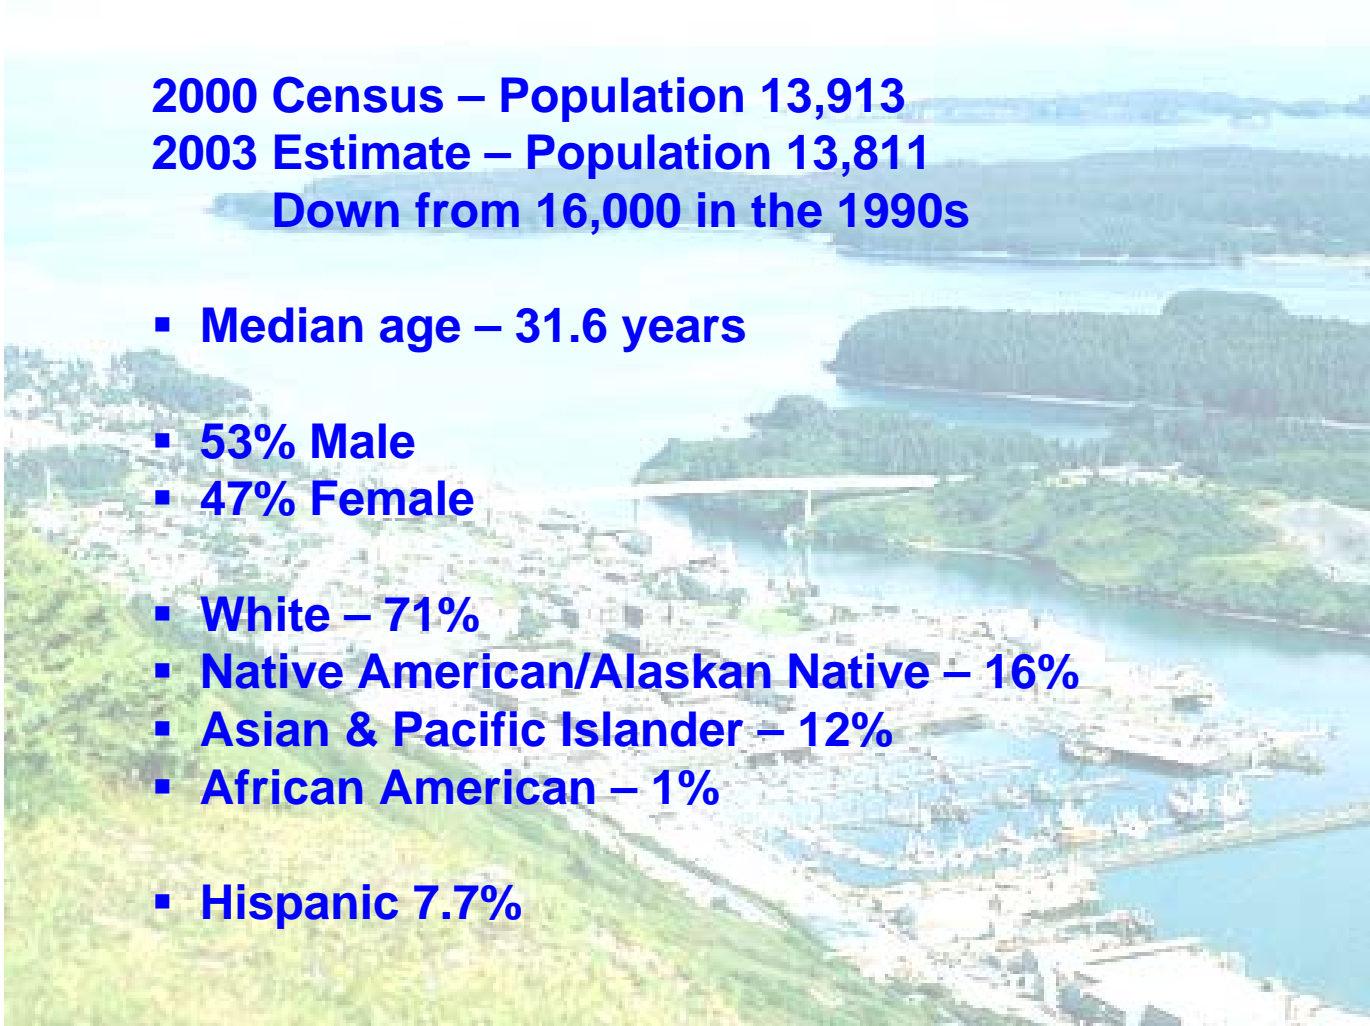 2000 Census – Population 13,913
2003 Estimate – Population 13,811
Down from 16,000 in the 1990s
▪ Median age – 31.6 years
▪ 53% Male
▪ 47% Female
▪ White – 71%
▪ Native American/Alaskan Native – 16%
▪ Asian & Pacific Islander – 12%
▪ African American – 1%
▪ Hispanic 7.7%